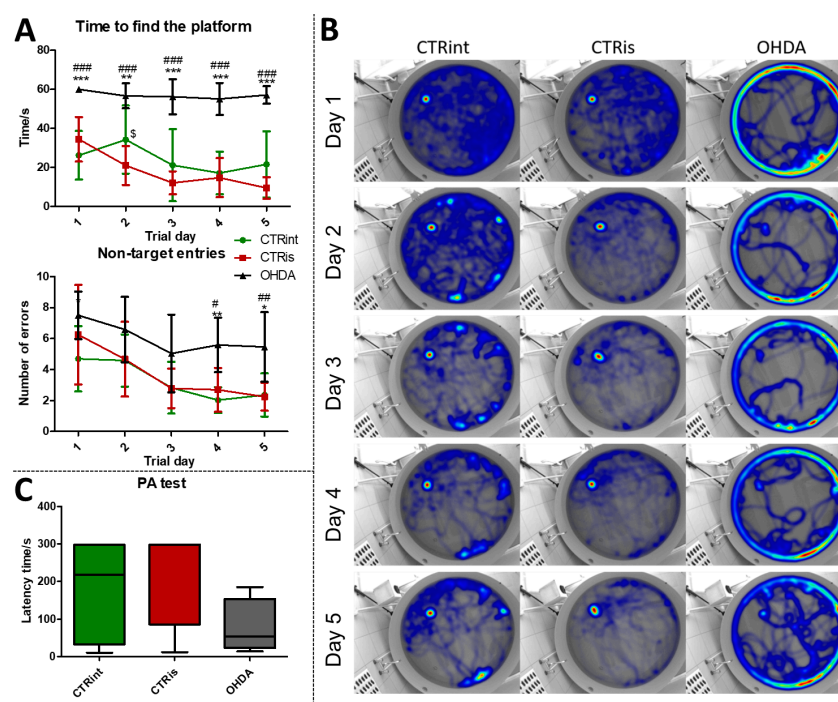 A
Time to find the platform
80
60
40
20
0
Time/s
###
***
###
**
###
***
###
***
###
***
$
1
2
3
4
5
Trial day
CTRint
CTRis
OHDA
Non-target entries
10
8
6
4
2
0
Number of errors
#
**
##
*
1
2
3
4
5
Trial day
C
PA test
400
300
200
100
0
Latency time/s
CTRint
CTRis
OHDA
B
CTRint
CTRis
OHDA
Day 1
Day 2
Day 3
Day 4
Day 5